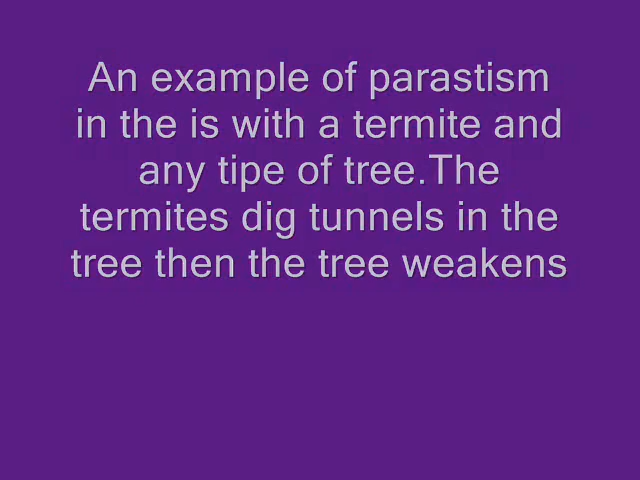 An example of parastism
in the is with a termite and
any tipe of tree.The
termites dig tunnels in the
tree then the tree weakens